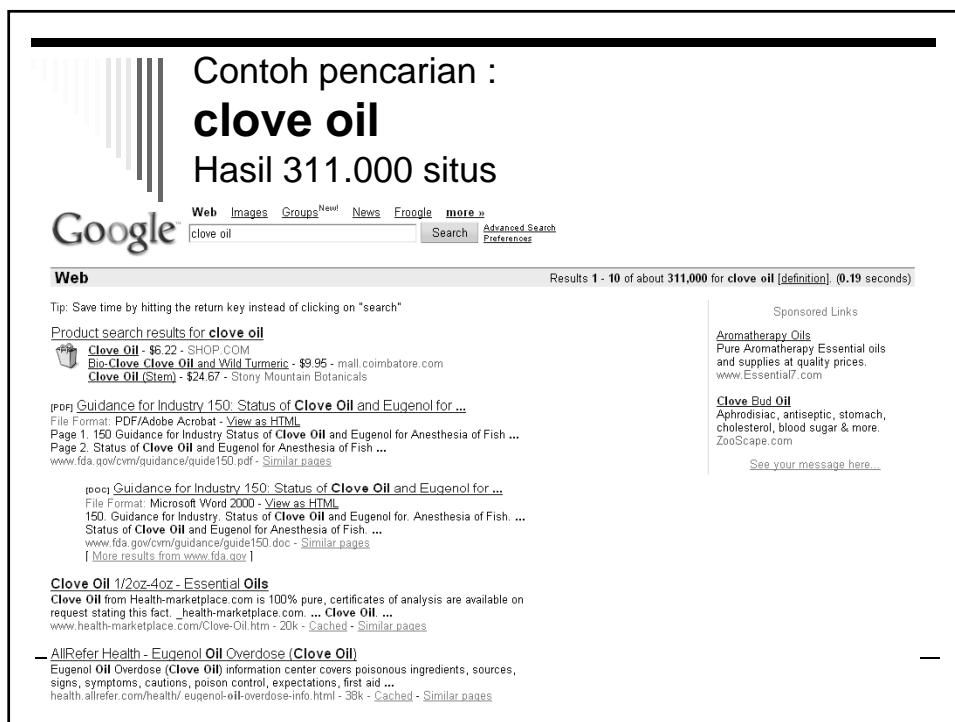 Contoh pencarian :
clove oil
Hasil 311.000 situs
Google™
Web Images Groups New! News Froogle more »
clove oil Search Advanced Search
Preferences
Web Results 1 - 10 of about 311,000 for clove oil [definition]. (0.19 seconds)
Tip: Save time by hitting the return key instead of clicking on "search"
Product search results for clove oil
Clove Oil - $6.22 - SHOP.COM
Bio-Clove Clove Oil and Wild Turmeric - $9.95 - mall.coimbatore.com
Clove Oil (Stem) - $24.67 - Stony Mountain Botanicals
[PDF] Guidance for Industry 150: Status of Clove Oil and Eugenol for ...
File Format: PDF/Adobe Acrobat - View as HTML
Page 1. 150 Guidance for Industry Status of Clove Oil and Eugenol for Anesthesia of Fish ...
Page 2. Status of Clove Oil and Eugenol for Anesthesia of Fish ...
www.fda.gov/cvm/guidance/guide150.pdf - Similar pages
[DOC] Guidance for Industry 150: Status of Clove Oil and Eugenol for ...
File Format: Microsoft Word 2000 - View as HTML
150. Guidance for Industry. Status of Clove Oil and Eugenol for. Anesthesia of Fish. ...
Status of Clove Oil and Eugenol for Anesthesia of Fish. ...
www.fda.gov/cvm/guidance/guide150.doc - Similar pages
[ More results from www.fda.gov ]
Clove Oil 1/2oz-4oz - Essential Oils
Clove Oil from Health-marketplace.com is 100% pure, certificates of analysis are available on
request stating this fact. _health-marketplace.com. ... Clove Oil. ...
www.health-marketplace.com/Clove-Oil.htm - 20k - Cached - Similar pages
AllRefer Health - Eugenol Oil Overdose (Clove Oil)
Eugenol Oil Overdose (Clove Oil) information center covers poisonous ingredients, sources,
signs, symptoms, cautions, poison control, expectations, first aid ...
health.allrefer.com/health/ eugenol-oil-overdose-info.html - 38k - Cached - Similar pages
Sponsored Links
Aromatherapy Oils
Pure Aromatherapy Essential oils
and supplies at quality prices.
www.Essential7.com
Clove Bud Oil
Aphrodisiac, antiseptic, stomach,
cholesterol, blood sugar & more.
ZooScape.com
See your message here...